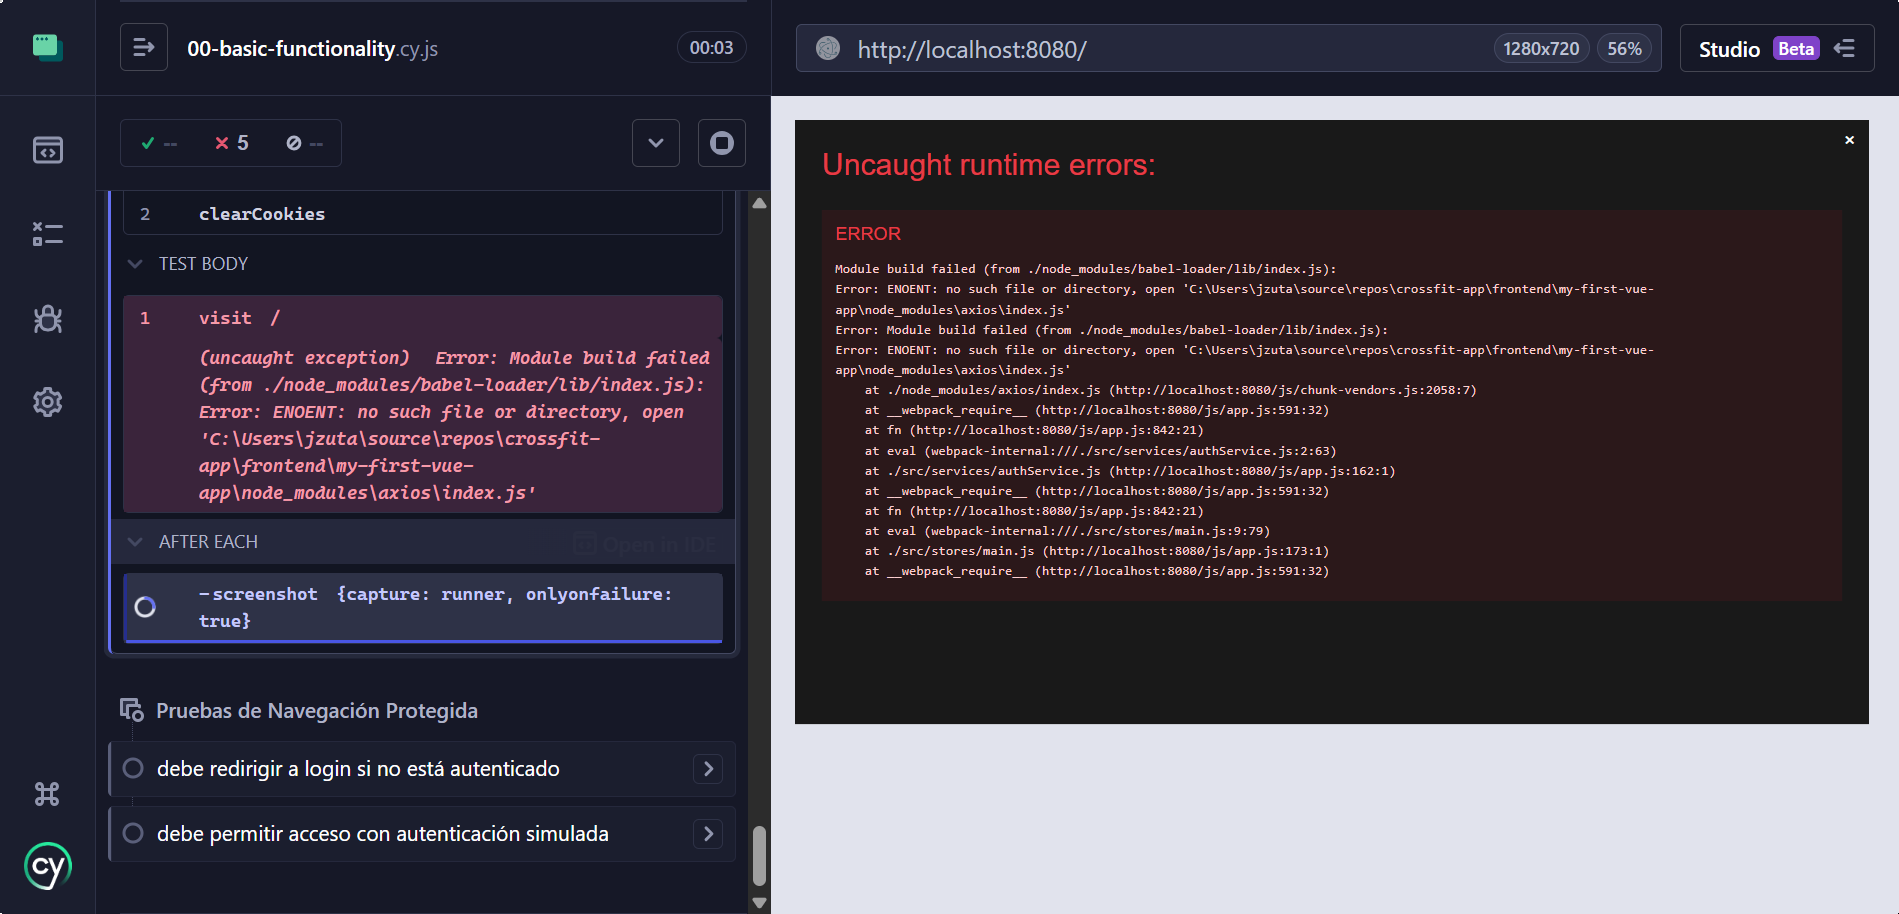 00-basic-functionality.cy.js
00:03
http://localhost:8080/
1280x720
56%
Studio Beta
--
5
--
2 clearCookies
TEST BODY
1 visit /
(uncaught exception) Error: Module build failed
(from ./node_modules/babel-loader/lib/index.js):
Error: ENOENT: no such file or directory, open
'C:\Users\jzuta\source\repos\crossfit-
app\frontend\my-first-vue-
app\node_modules\axios\index.js'
AFTER EACH
Open in IDE
-screenshot {capture: runner, onlyonfailure:
true}
Pruebas de Navegación Protegida
debe redirigir a login si no está autenticado
debe permitir acceso con autenticación simulada
cy
Uncaught runtime errors:
×
ERROR
Module build failed (from ./node_modules/babel-loader/lib/index.js):
Error: ENOENT: no such file or directory, open 'C:\Users\jzuta\source\repos\crossfit-app\frontend\my-first-vue-
app\node_modules\axios\index.js'
Error: Module build failed (from ./node_modules/babel-loader/lib/index.js):
Error: ENOENT: no such file or directory, open 'C:\Users\jzuta\source\repos\crossfit-app\frontend\my-first-vue-
app\node_modules\axios\index.js'
at ./node_modules/axios/index.js (http://localhost:8080/js/chunk-vendors.js:2058:7)
at __webpack_require__ (http://localhost:8080/js/app.js:591:32)
at fn (http://localhost:8080/js/app.js:842:21)
at eval (webpack-internal:///./src/services/authService.js:2:63)
at ./src/services/authService.js (http://localhost:8080/js/app.js:162:1)
at __webpack_require__ (http://localhost:8080/js/app.js:591:32)
at fn (http://localhost:8080/js/app.js:842:21)
at eval (webpack-internal:///./src/stores/main.js:9:79)
at ./src/stores/main.js (http://localhost:8080/js/app.js:173:1)
at __webpack_require__ (http://localhost:8080/js/app.js:591:32)